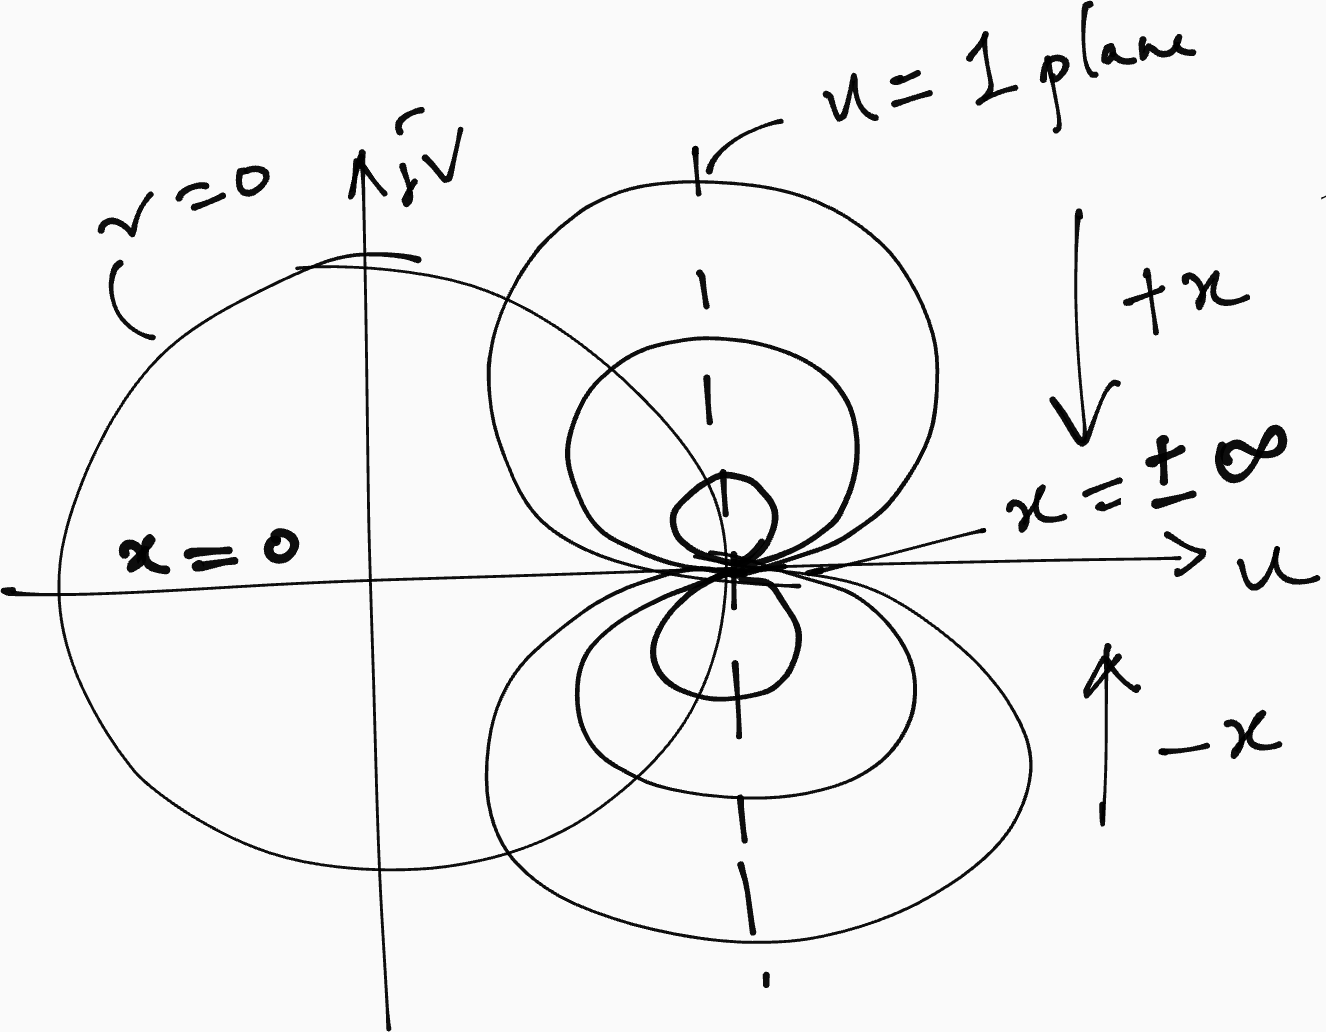 u = 1 plane
r = 0
jv
+x
x = ± ∞
x = 0
u
-x